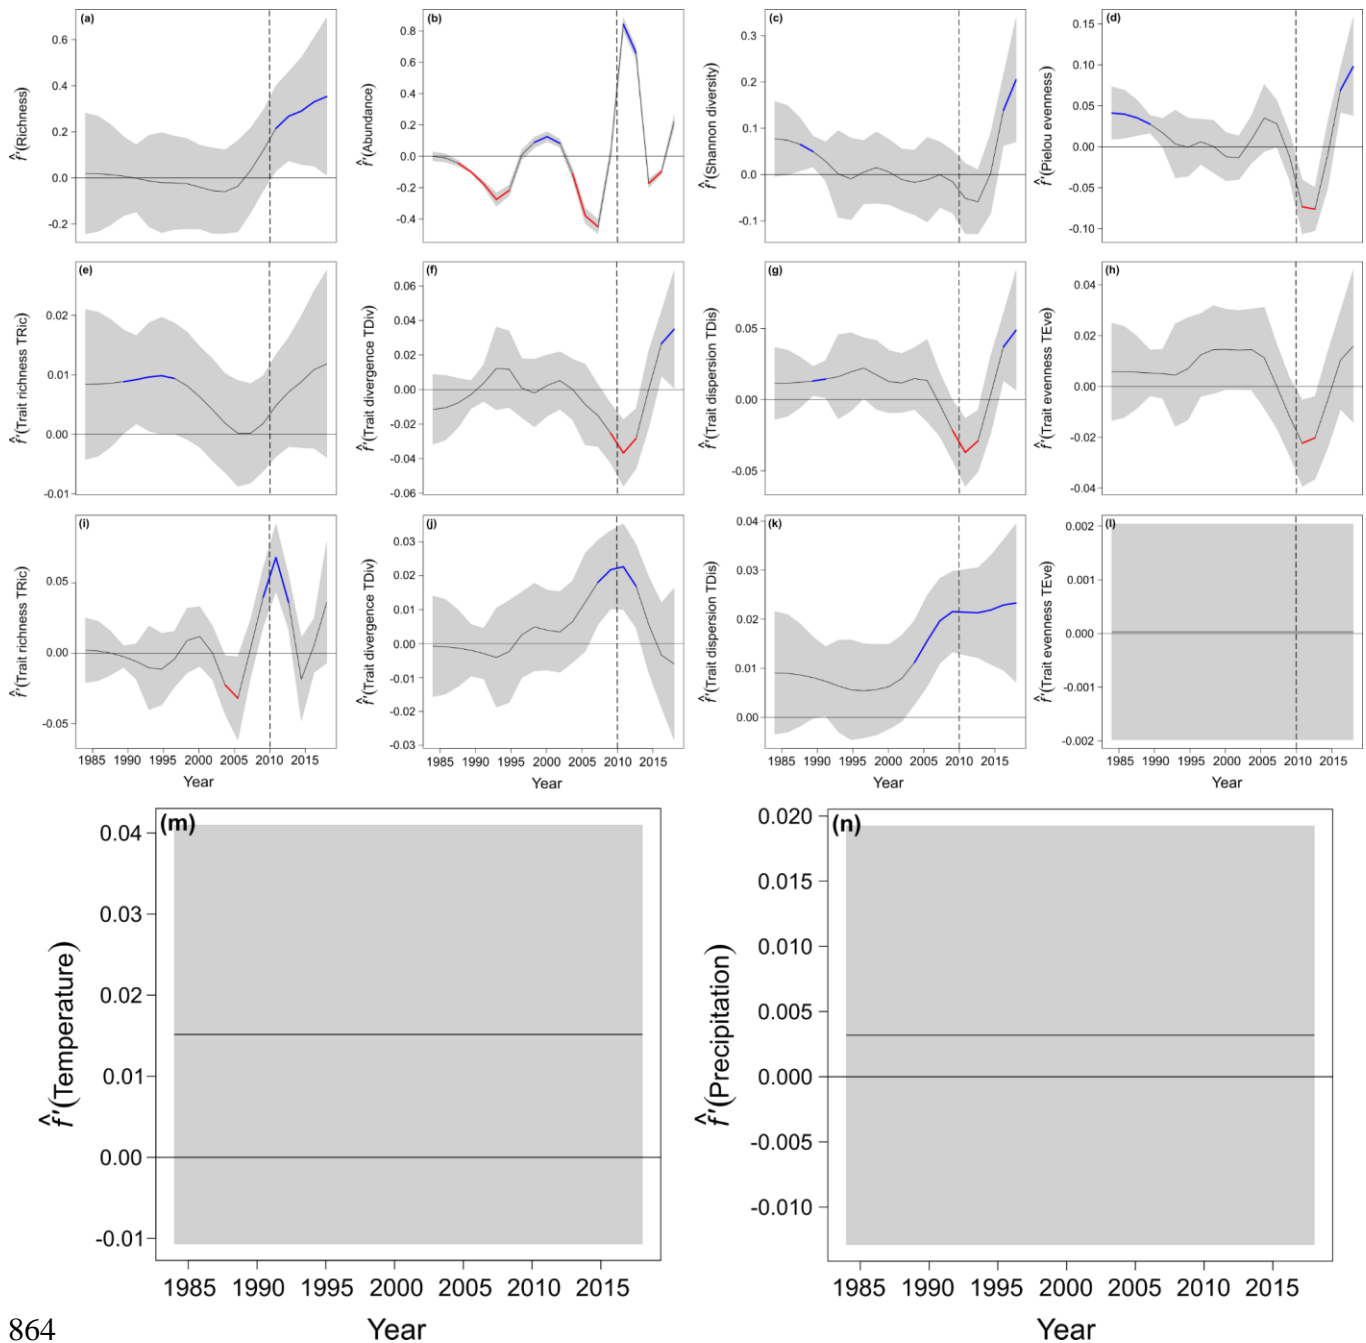 (a)
f̂'(Richness)
0.6
0.4
0.2
0.0
-0.2
(b)
f̂'(Abundance)
0.8
0.6
0.4
0.2
0.0
-0.2
-0.4
(c)
f̂'(Shannon diversity)
0.3
0.2
0.1
0.0
-0.1
(d)
f̂'(Pielou evenness)
0.15
0.10
0.05
0.00
-0.05
-0.10
(e)
f̂'(Trait richness TRic)
0.02
0.01
0.00
-0.01
(f)
f̂'(Trait divergence TDiv)
0.06
0.04
0.02
0.00
-0.02
-0.04
-0.06
(g)
f̂'(Trait dispersion TDis)
0.05
0.00
-0.05
(h)
f̂'(Trait evenness TEve)
0.04
0.02
0.00
-0.02
-0.04
(i)
f̂'(Trait richness TRic)
0.05
0.00
-0.05
1985 1990 1995 2000 2005 2010 2015
Year
(j)
f̂'(Trait divergence TDiv)
0.03
0.02
0.01
0.00
-0.01
-0.02
-0.03
1985 1990 1995 2000 2005 2010 2015
Year
(k)
f̂'(Trait dispersion TDis)
0.04
0.03
0.02
0.01
0.00
1985 1990 1995 2000 2005 2010 2015
Year
(l)
f̂'(Trait evenness TEve)
0.002
0.001
0.000
-0.001
-0.002
1985 1990 1995 2000 2005 2010 2015
Year
(m)
f̂'(Temperature)
0.04
0.03
0.02
0.01
0.00
-0.01
1985 1990 1995 2000 2005 2010 2015
Year
(n)
f̂'(Precipitation)
0.020
0.015
0.010
0.005
0.000
-0.005
-0.010
1985 1990 1995 2000 2005 2010 2015
Year
864